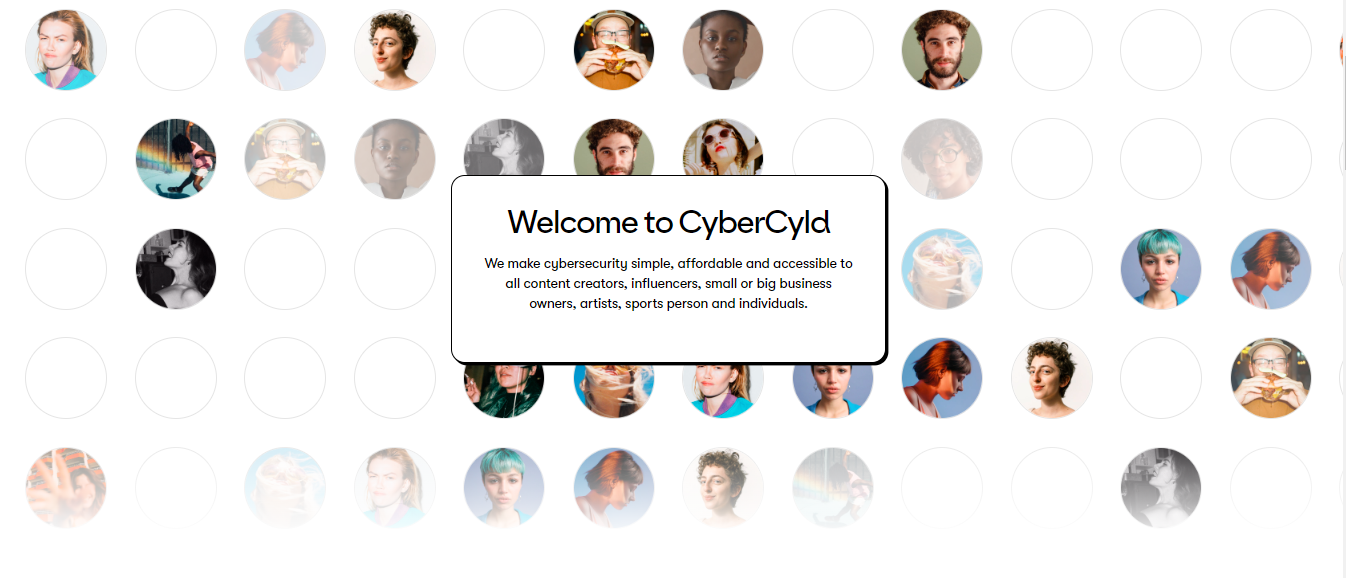 Welcome to CyberCyld
We make cybersecurity simple, affordable and accessible to
all content creators, influencers, small or big business
owners, artists, sports person and individuals.